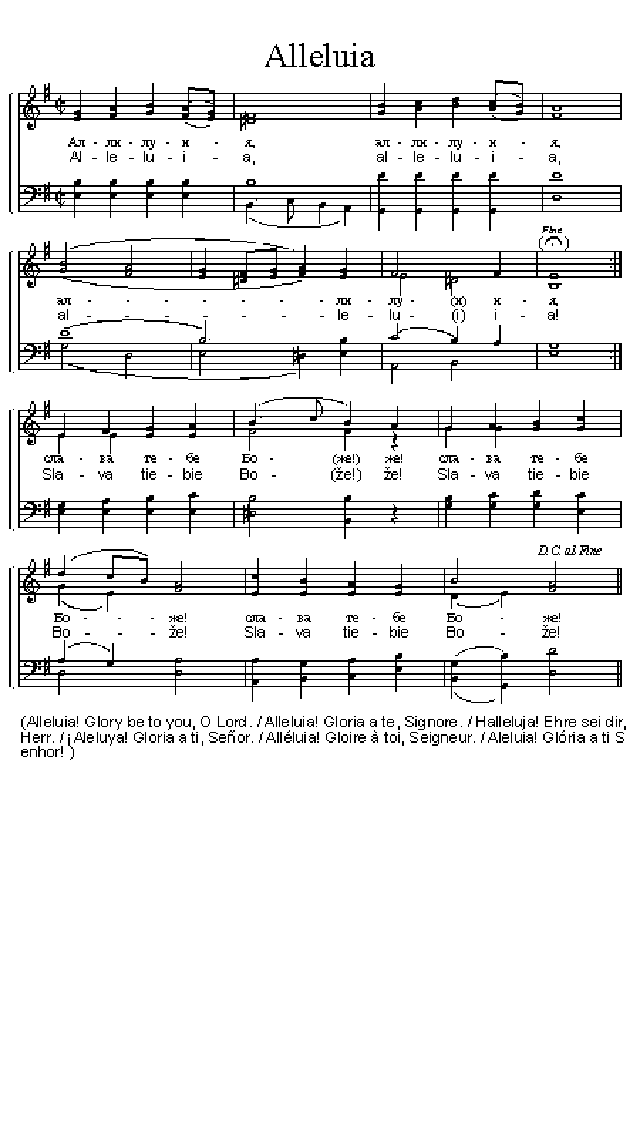 Alleluia
Ал - ли - лу - и - я, ал - ли - лу - и - я,
Al - le - lu - i - a, al - le - lu - i - a,
Fine
ал - - - - - - ли - лу - (и) и - я,
al - - - - - - le - lu - (i) i - a!
сла - ва те - бе Бо - (же!) же! сла - ва те - бе
Sla - va tie - bie Bo - (že!) že! Sla - va tie - bie
D.C. al Fine
Бо - - - же! сла - ва те - бе Бо - же!
Bo - - - že! Sla - va tie - bie Bo - že!
(Alleluia! Glory be to you, O Lord. / Alleluia! Gloria a te, Signore. / Halleluja! Ehre sei dir,
Herr. / ¡Aleluya! Gloria a ti, Señor. / Alléluia! Gloire à toi, Seigneur. / Aleluia! Glória a ti S
enhor! )